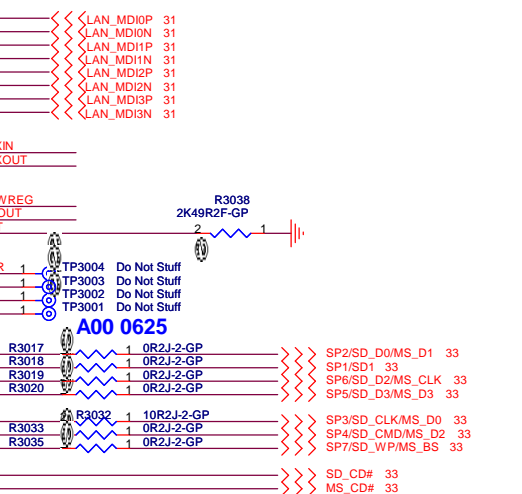 LAN_MDI0P 31
LAN_MDI0N 31
LAN_MDI1P 31
LAN_MDI1N 31
LAN_MDI2P 31
LAN_MDI2N 31
LAN_MDI3P 31
LAN_MDI3N 31
WREG
R3038
2K49R2F-GP
2 1
1 TP3004 Do Not Stuff
1 TP3003 Do Not Stuff
1 TP3002 Do Not Stuff
1 TP3001 Do Not Stuff
A00 0625
R3017 1 0R2J-2-GP SP2/SD_D0/MS_D1 33
R3018 1 0R2J-2-GP SP1/SD1 33
R3019 1 0R2J-2-GP SP6/SD_D2/MS_CLK 33
R3020 1 0R2J-2-GP SP5/SD_D3/MS_D3 33
R3032 1 10R2J-2-GP SP3/SD_CLK/MS_D0 33
R3033 1 0R2J-2-GP SP4/SD_CMD/MS_D2 33
R3035 1 0R2J-2-GP SP7/SD_WP/MS_BS 33
SD_CD# 33
MS_CD# 33